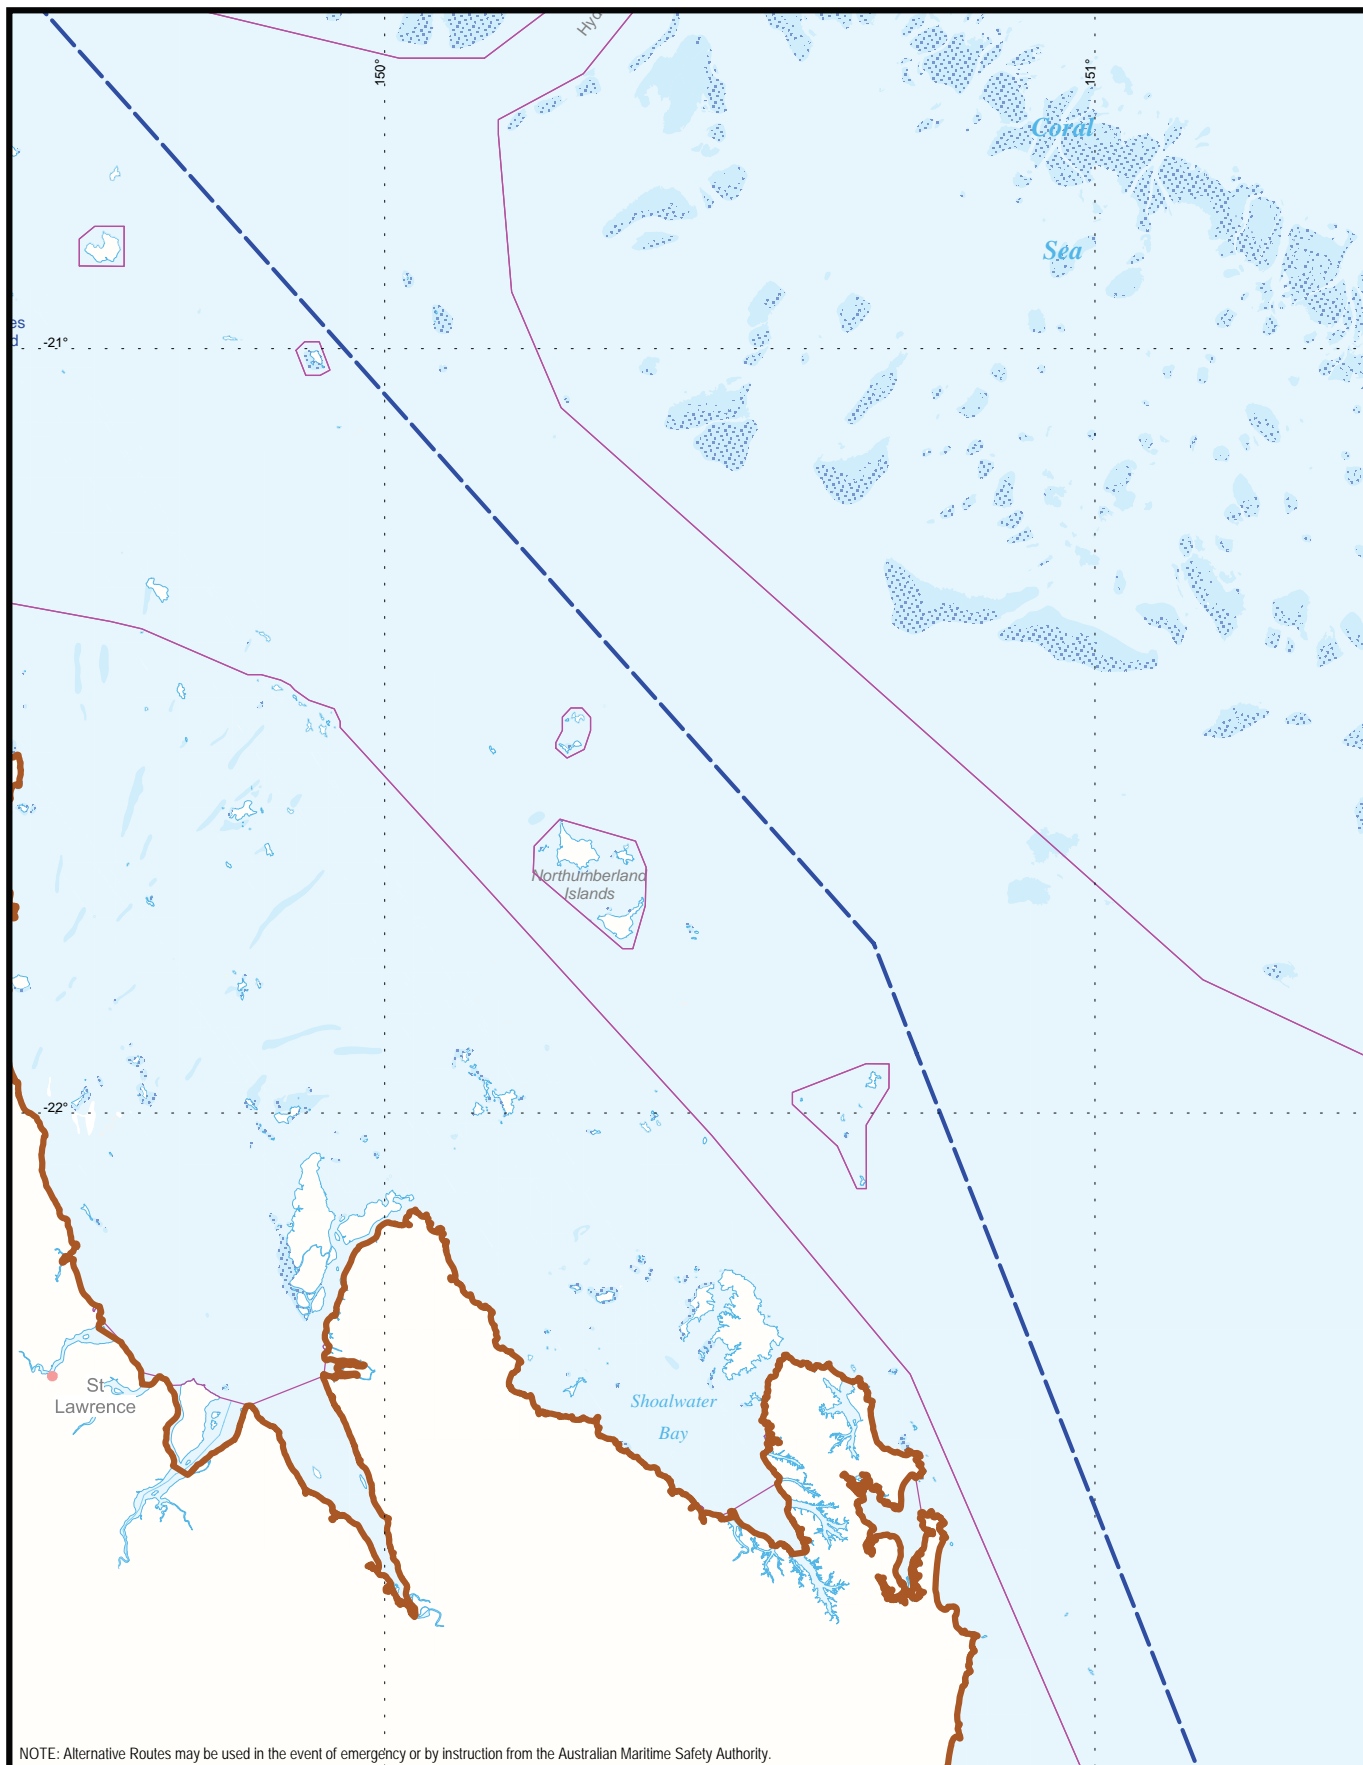 150°
151°
Coral
Sea
-21°
Northumberland
Islands
-22°
St
Lawrence
Shoalwater
Bay
NOTE: Alternative Routes may be used in the event of emergency or by instruction from the Australian Maritime Safety Authority.